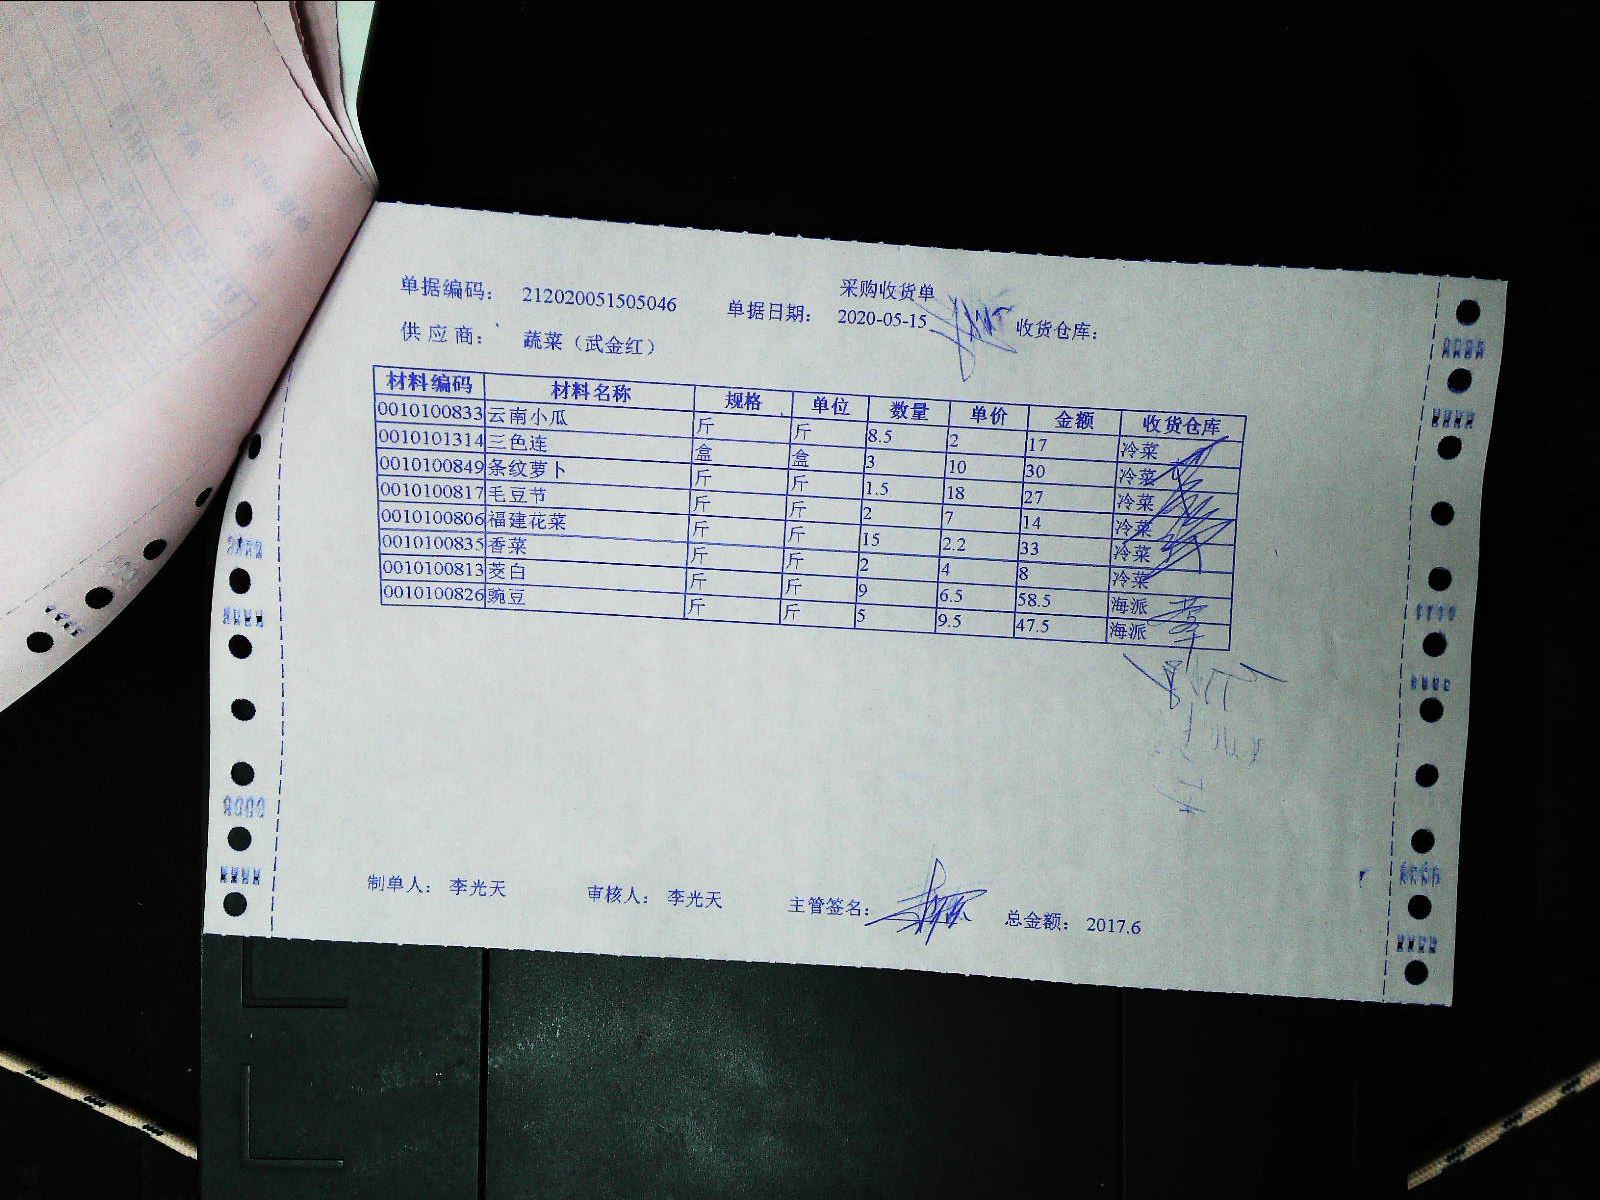 采购收货单
单据编码: 212020051505046 单据日期: 2020-05-15 收货仓库:
供应商: 蔬菜（武金红）
材料编码 材料名称 规格 单位 数量 单价 金额 收货仓库
0010100833 云南小瓜 斤 斤 8.5 2 17 冷菜
0010101314 三色连 盒 盒 3 10 30 冷菜
0010100849 条纹萝卜 斤 斤 1.5 18 27 冷菜
0010100817 毛豆节 斤 斤 2 7 14 冷菜
0010100806 福建花菜 斤 斤 15 2.2 33 冷菜
0010100835 香菜 斤 斤 2 4 8 冷菜
0010100813 茭白 斤 斤 9 6.5 58.5 海派
0010100826 豌豆 斤 斤 5 9.5 47.5 海派
制单人: 李光天 审核人: 李光天 主管签名: 总金额: 2017.6